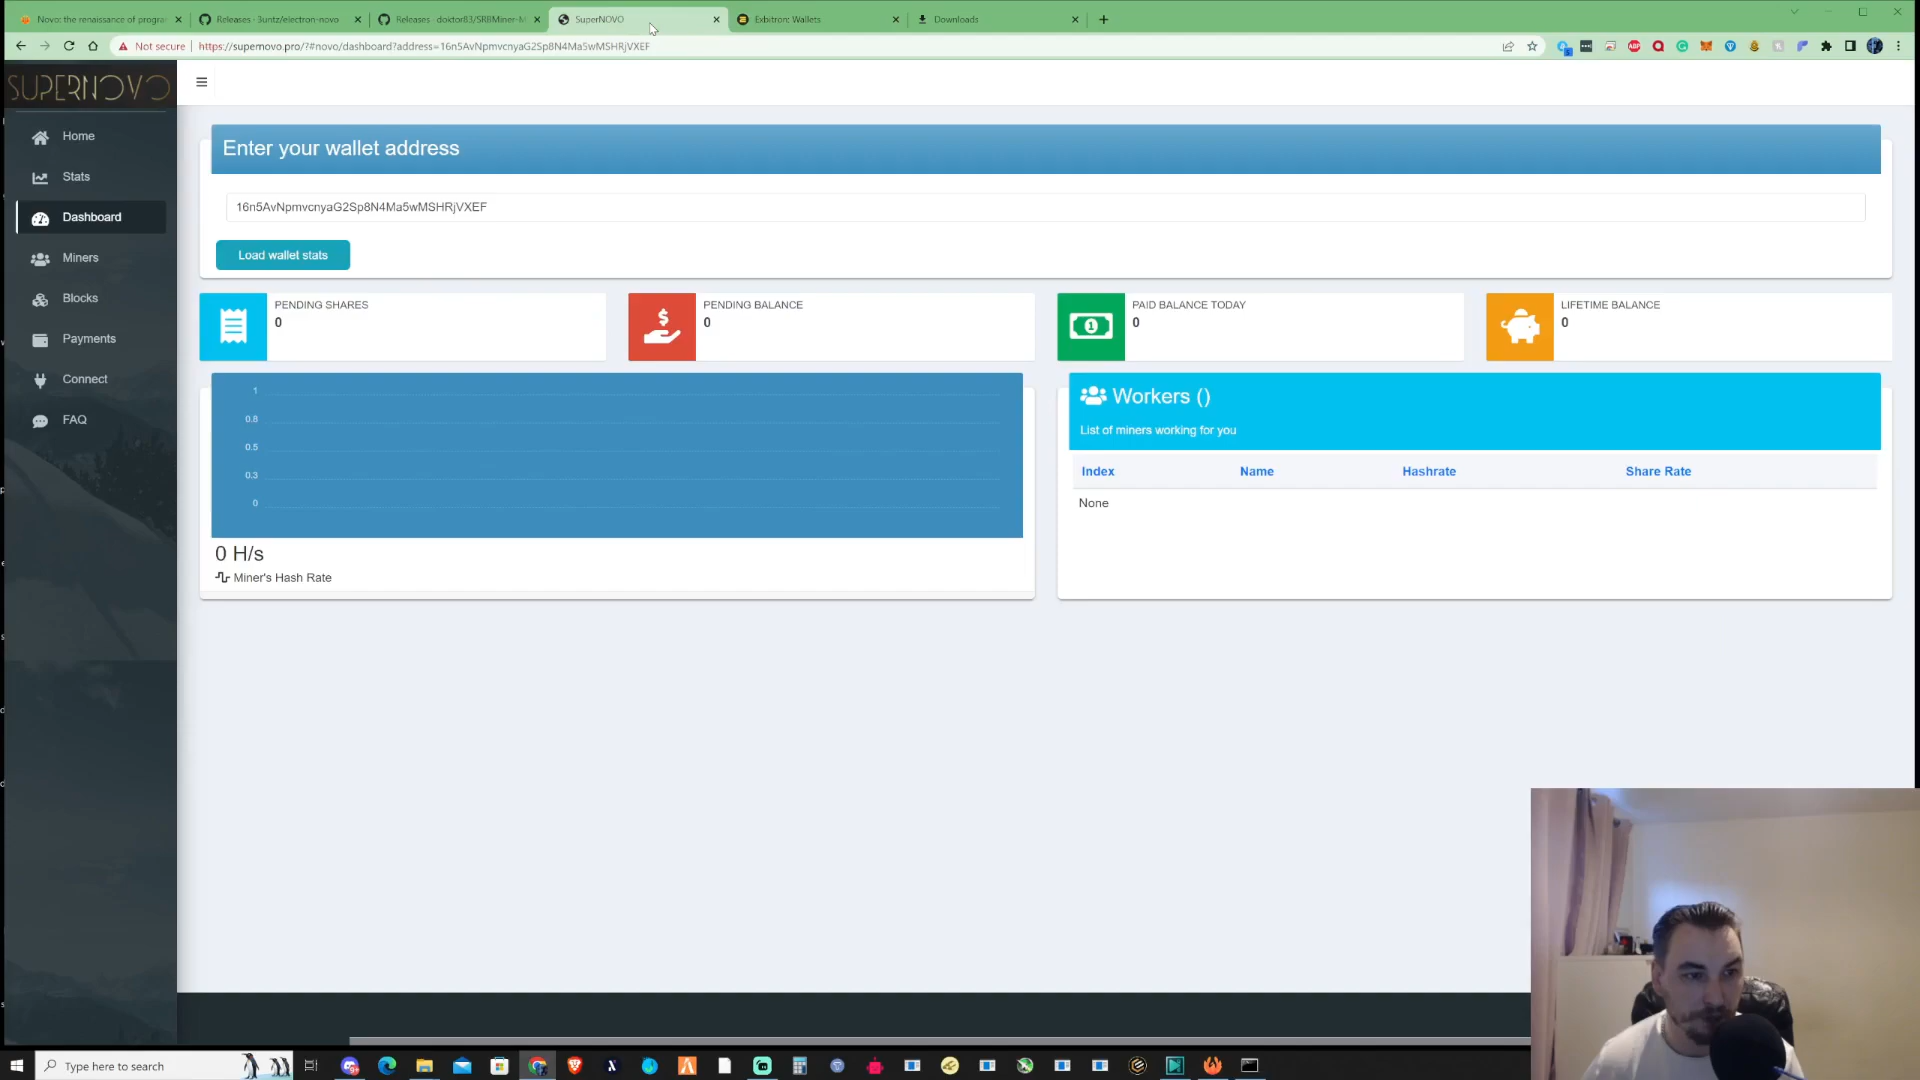 Novo: the renaissance of progra
Releases · 3untz/electron-novo
Releases · doktor83/SRBMiner-M
SuperNOVO
Exbitron: Wallets
Downloads
Not secure
https://supernovo.pro/?#novo/dashboard?address=16n5AvNpmvcnyaG2Sp8N4Ma5wMSHRjVXEF
SUPERNOVO
Home
Stats
Dashboard
Miners
Blocks
Payments
Connect
FAQ
Enter your wallet address
16n5AvNpmvcnyaG2Sp8N4Ma5wMSHRjVXEF
Load wallet stats
PENDING SHARES
0
PENDING BALANCE
0
PAID BALANCE TODAY
0
LIFETIME BALANCE
0
1
0.8
0.5
0.3
0
0 H/s
Miner's Hash Rate
Workers ()
List of miners working for you
Index Name Hashrate Share Rate
None
Type here to search